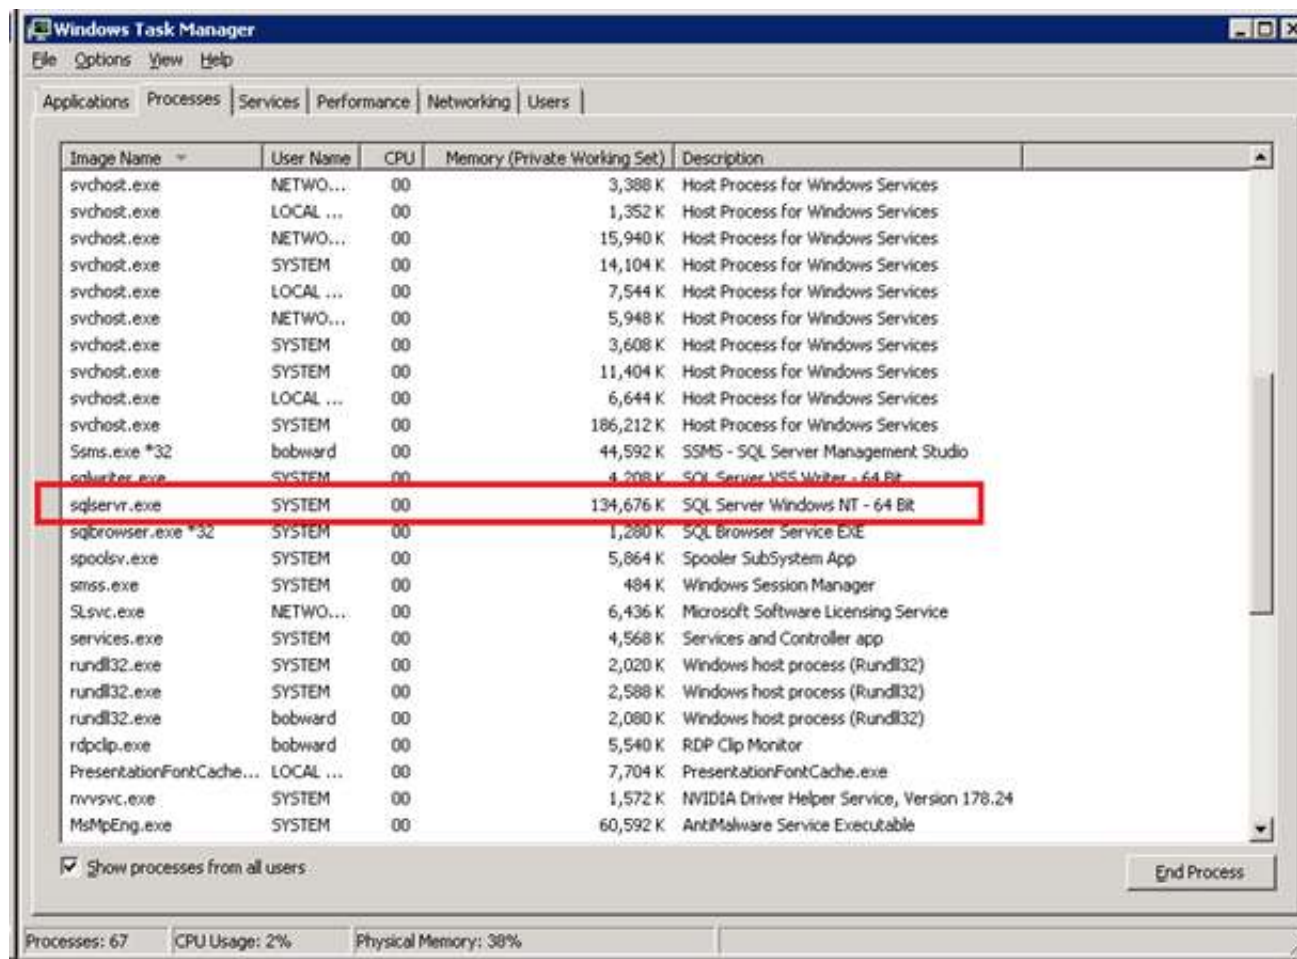 Windows Task Manager
File Options View Help
Applications Processes Services Performance Networking Users
Image Name User Name CPU Memory (Private Working Set) Description
svchost.exe NETWO... 00 3,388 K Host Process for Windows Services
svchost.exe LOCAL ... 00 1,352 K Host Process for Windows Services
svchost.exe NETWO... 00 15,940 K Host Process for Windows Services
svchost.exe SYSTEM 00 14,104 K Host Process for Windows Services
svchost.exe LOCAL ... 00 7,544 K Host Process for Windows Services
svchost.exe NETWO... 00 5,948 K Host Process for Windows Services
svchost.exe SYSTEM 00 3,608 K Host Process for Windows Services
svchost.exe SYSTEM 00 11,404 K Host Process for Windows Services
svchost.exe LOCAL ... 00 6,644 K Host Process for Windows Services
svchost.exe SYSTEM 00 186,212 K Host Process for Windows Services
Ssms.exe *32 bobward 00 44,592 K SSMS - SQL Server Management Studio
sqlwriter.exe SYSTEM 00 4,208 K SQL Server VSS Writer - 64 Bit
sqlservr.exe SYSTEM 00 134,676 K SQL Server Windows NT - 64 Bit
sqlbrowser.exe *32 SYSTEM 00 1,280 K SQL Browser Service EXE
spoolsv.exe SYSTEM 00 5,864 K Spooler SubSystem App
smss.exe SYSTEM 00 484 K Windows Session Manager
SLsvc.exe NETWO... 00 6,436 K Microsoft Software Licensing Service
services.exe SYSTEM 00 4,568 K Services and Controller app
rundll32.exe SYSTEM 00 2,020 K Windows host process (Rundll32)
rundll32.exe SYSTEM 00 2,588 K Windows host process (Rundll32)
rundll32.exe bobward 00 2,080 K Windows host process (Rundll32)
rdpclip.exe bobward 00 5,540 K RDP Clip Monitor
PresentationFontCache... LOCAL ... 00 7,704 K PresentationFontCache.exe
nvvsvc.exe SYSTEM 00 1,572 K NVIDIA Driver Helper Service, Version 178.24
MsMpEng.exe SYSTEM 00 60,592 K AntiMalware Service Executable
Show processes from all users
End Process
Processes: 67 CPU Usage: 2% Physical Memory: 38%